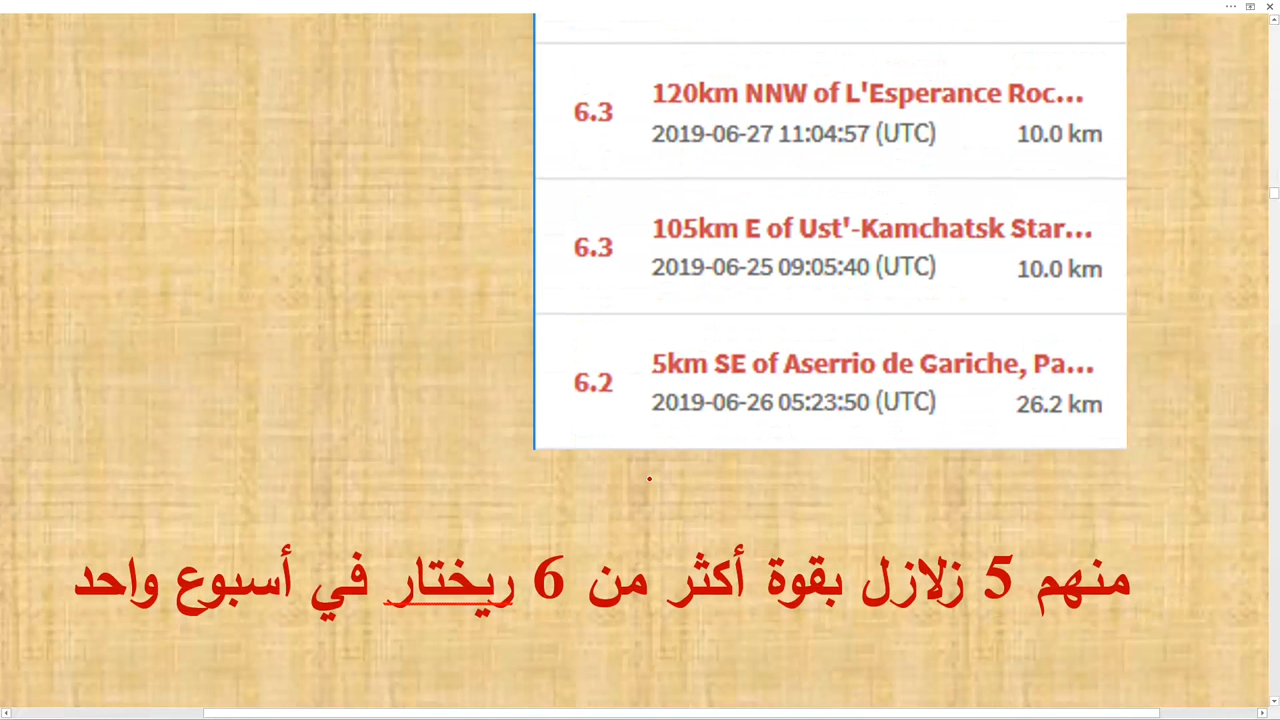 120km NNW of L'Esperance Roc...
6.3
2019-06-27 11:04:57 (UTC) 10.0 km
105km E of Ust'-Kamchatsk Star...
6.3
2019-06-25 09:05:40 (UTC) 10.0 km
5km SE of Aserrio de Gariche, Pa...
6.2
2019-06-26 05:23:50 (UTC) 26.2 km
منهم 5 زلازل بقوة أكثر من 6 ريختار في أسبوع واحد